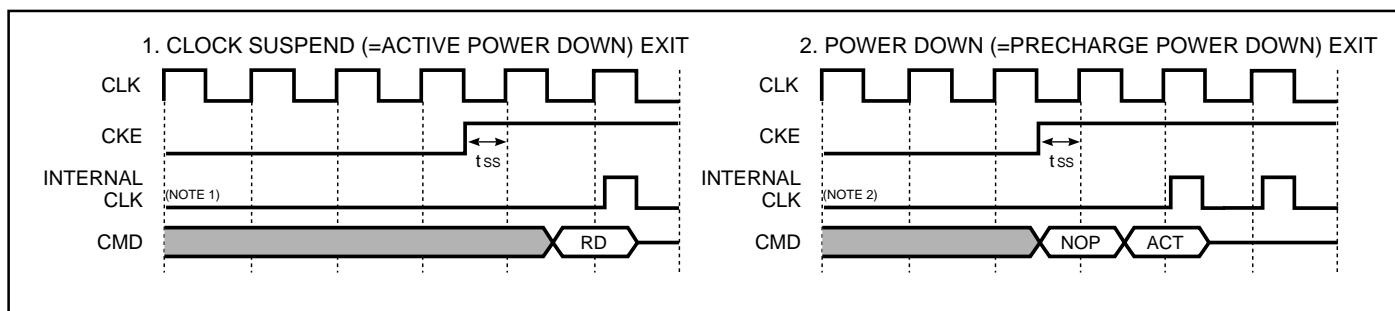 1. CLOCK SUSPEND (=ACTIVE POWER DOWN) EXIT
CLK
CKE
tSS
INTERNAL
CLK
(NOTE 1)
CMD
RD
2. POWER DOWN (=PRECHARGE POWER DOWN) EXIT
CLK
CKE
tSS
INTERNAL
CLK
(NOTE 2)
CMD
NOP
ACT